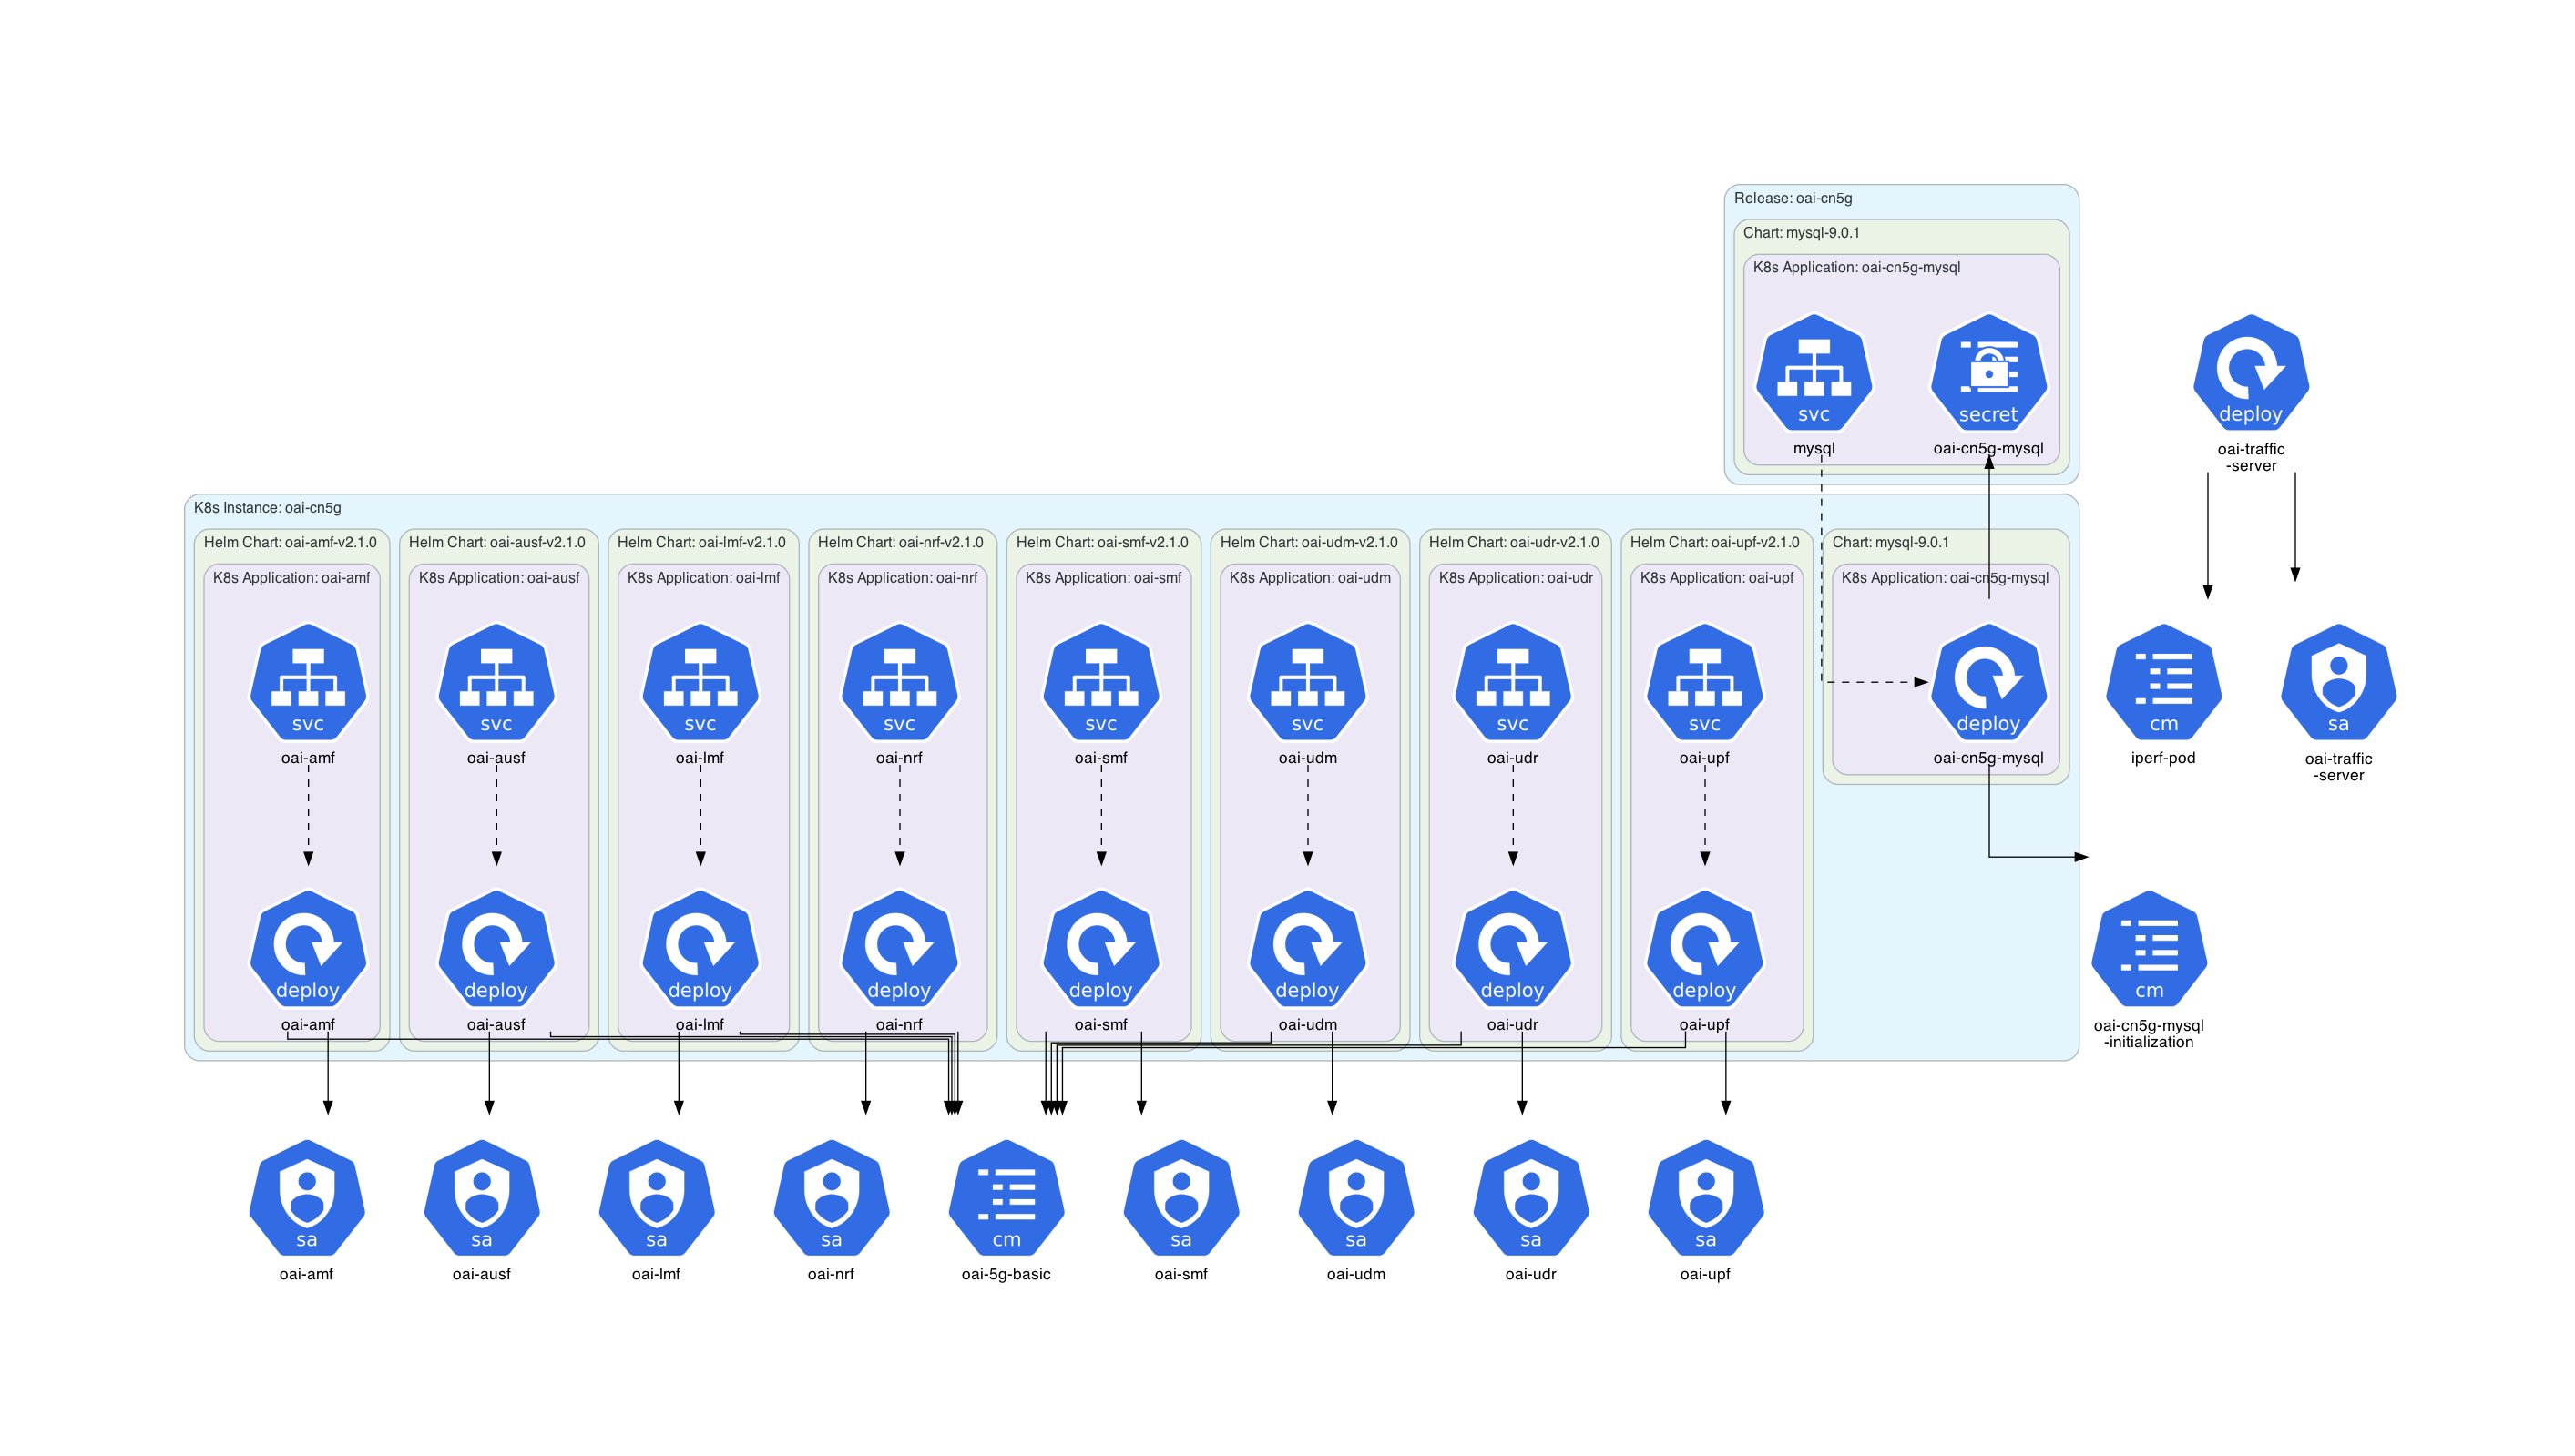 Release: oai-cn5g
Chart: mysql-9.0.1
K8s Application: oai-cn5g-mysql
svc
secret
deploy
mysql
oai-cn5g-mysql
oai-traffic
-server
K8s Instance: oai-cn5g
Helm Chart: oai-amf-v2.1.0
Helm Chart: oai-ausf-v2.1.0
Helm Chart: oai-lmf-v2.1.0
Helm Chart: oai-nrf-v2.1.0
Helm Chart: oai-smf-v2.1.0
Helm Chart: oai-udm-v2.1.0
Helm Chart: oai-udr-v2.1.0
Helm Chart: oai-upf-v2.1.0
Chart: mysql-9.0.1
K8s Application: oai-amf
K8s Application: oai-ausf
K8s Application: oai-lmf
K8s Application: oai-nrf
K8s Application: oai-smf
K8s Application: oai-udm
K8s Application: oai-udr
K8s Application: oai-upf
K8s Application: oai-cn5g-mysql
svc
svc
svc
svc
svc
svc
svc
svc
deploy
cm
sa
oai-amf
oai-ausf
oai-lmf
oai-nrf
oai-smf
oai-udm
oai-udr
oai-upf
oai-cn5g-mysql
iperf-pod
oai-traffic
-server
deploy
deploy
deploy
deploy
deploy
deploy
deploy
deploy
cm
oai-amf
oai-ausf
oai-lmf
oai-nrf
oai-smf
oai-udm
oai-udr
oai-upf
oai-cn5g-mysql
-initialization
sa
sa
sa
sa
cm
sa
sa
sa
sa
oai-amf
oai-ausf
oai-lmf
oai-nrf
oai-5g-basic
oai-smf
oai-udm
oai-udr
oai-upf